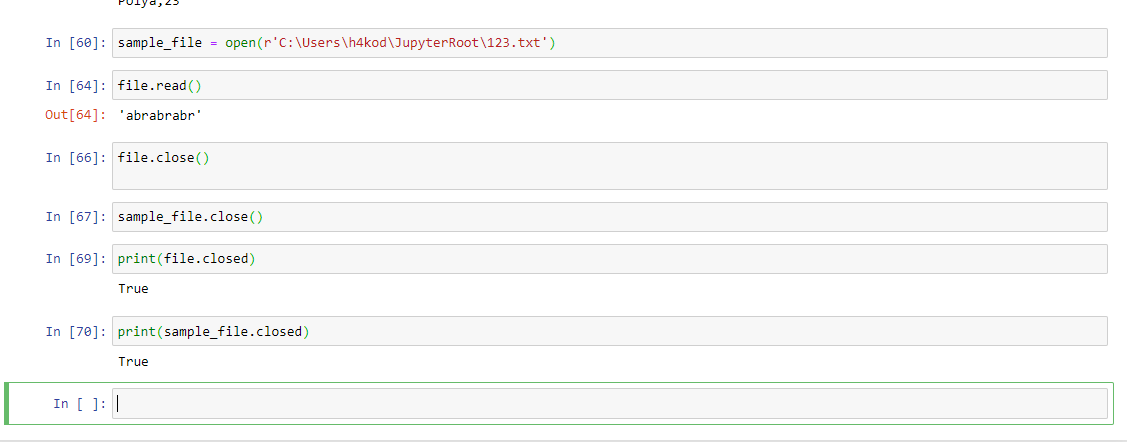 Polya,23
In [60]: sample_file = open(r'C:\Users\h4kod\JupyterRoot\123.txt')
In [64]: file.read()
Out[64]: 'abrabrabr'
In [66]: file.close()
In [67]: sample_file.close()
In [69]: print(file.closed)
True
In [70]: print(sample_file.closed)
True
In [ ]: